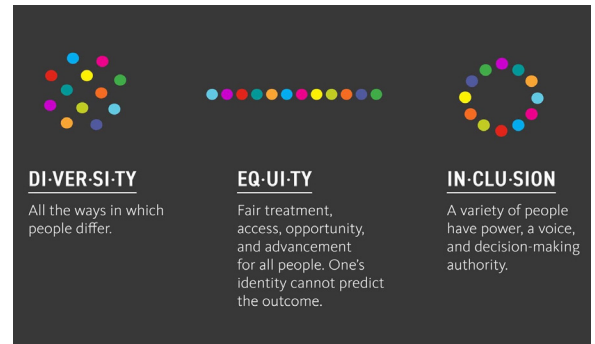 DI·VER·SI·TY
All the ways in which
people differ.
EQ·UI·TY
Fair treatment,
access, opportunity,
and advancement
for all people. One's
identity cannot predict
the outcome.
IN·CLU·SION
A variety of people
have power, a voice,
and decision-making
authority.